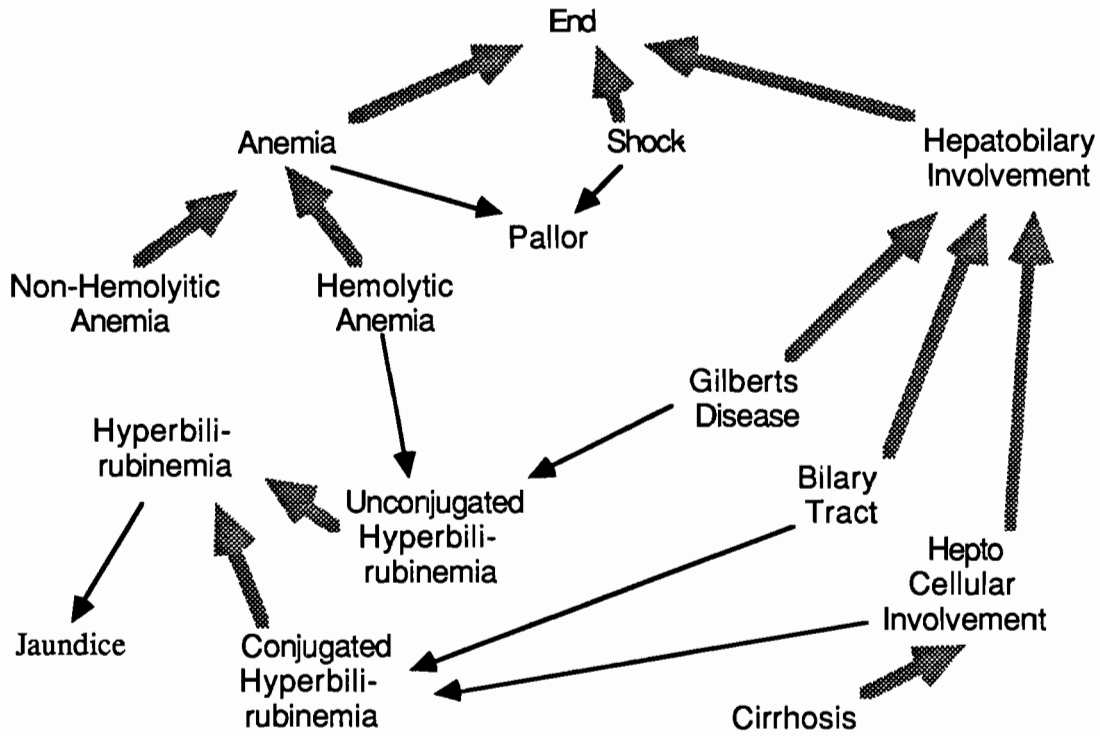 End
Anemia
Shock
Hepatobilary
Involvement
Pallor
Non-Hemolyitic
Anemia
Hemolytic
Anemia
Gilberts
Disease
Hyperbili-
rubinemia
Bilary
Tract
Unconjugated
Hyperbili-
rubinemia
Hepto
Cellular
Involvement
Jaundice
Conjugated
Hyperbili-
rubinemia
Cirrhosis